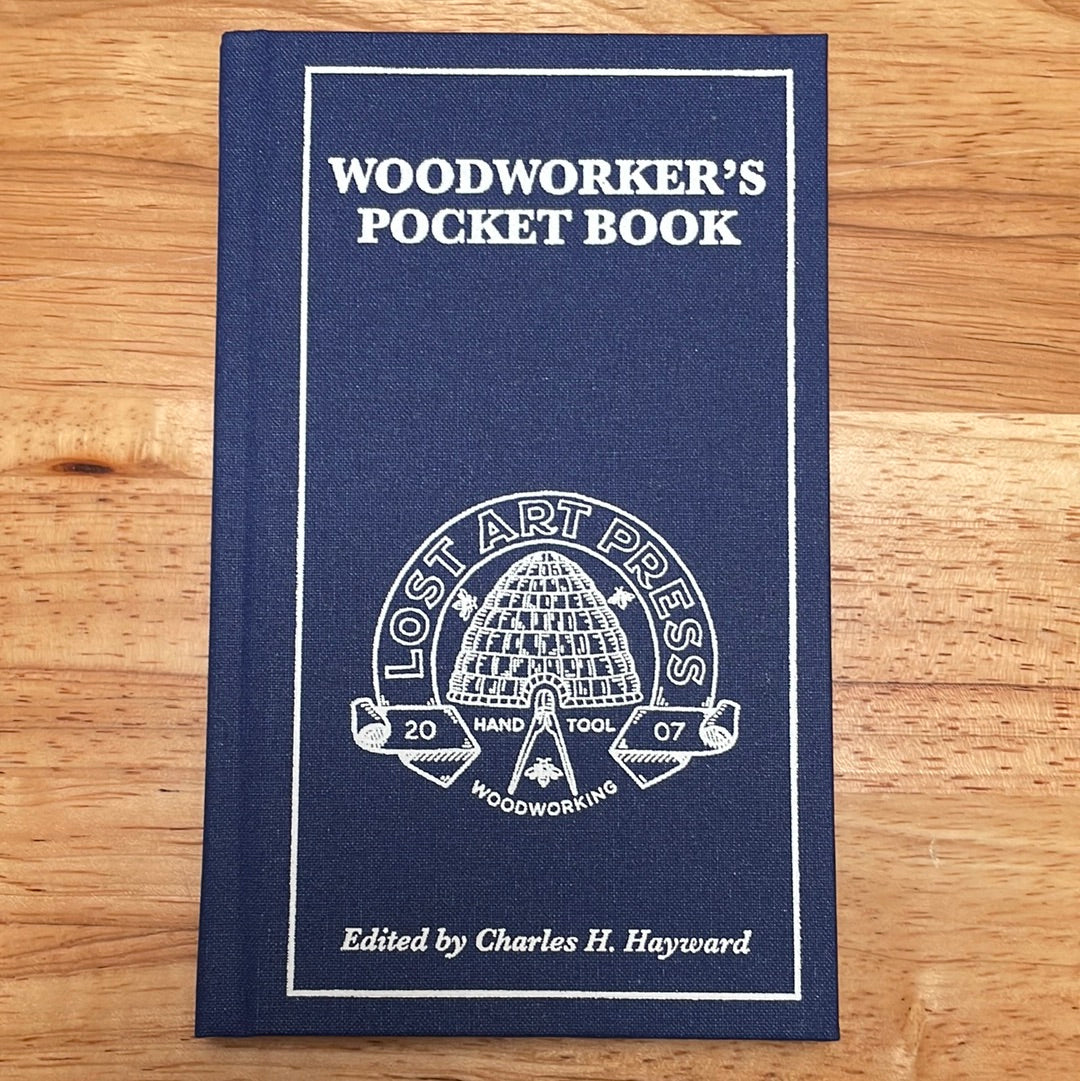 WOODWORKER’S
POCKET BOOK
LOST ART PRESS
20
HAND TOOL
07
WOODWORKING
Edited by Charles H. Hayward